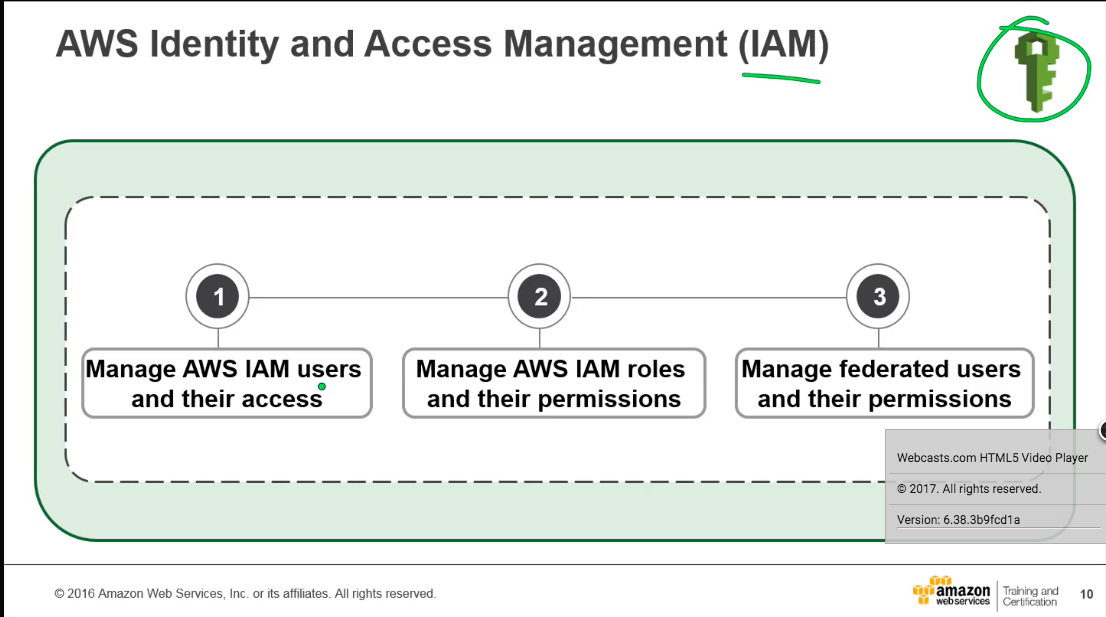 AWS Identity and Access Management (IAM)
1
2
3
Manage AWS IAM users
and their access
Manage AWS IAM roles
and their permissions
Manage federated users
and their permissions
Webcasts.com HTML5 Video Player
© 2017. All rights reserved.
Version: 6.38.3b9fcd1a
© 2016 Amazon Web Services, Inc. or its affiliates. All rights reserved.
amazon
webservices
Training and
Certification
10